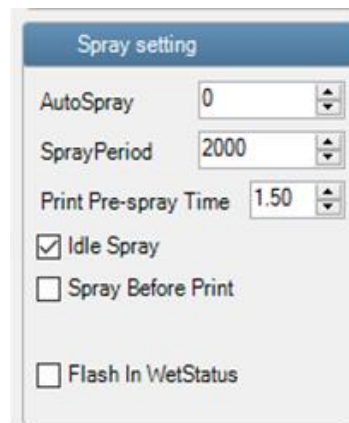 Spray setting
AutoSpray 0
SprayPeriod 2000
Print Pre-spray Time 1.50
Idle Spray
Spray Before Print
Flash In WetStatus